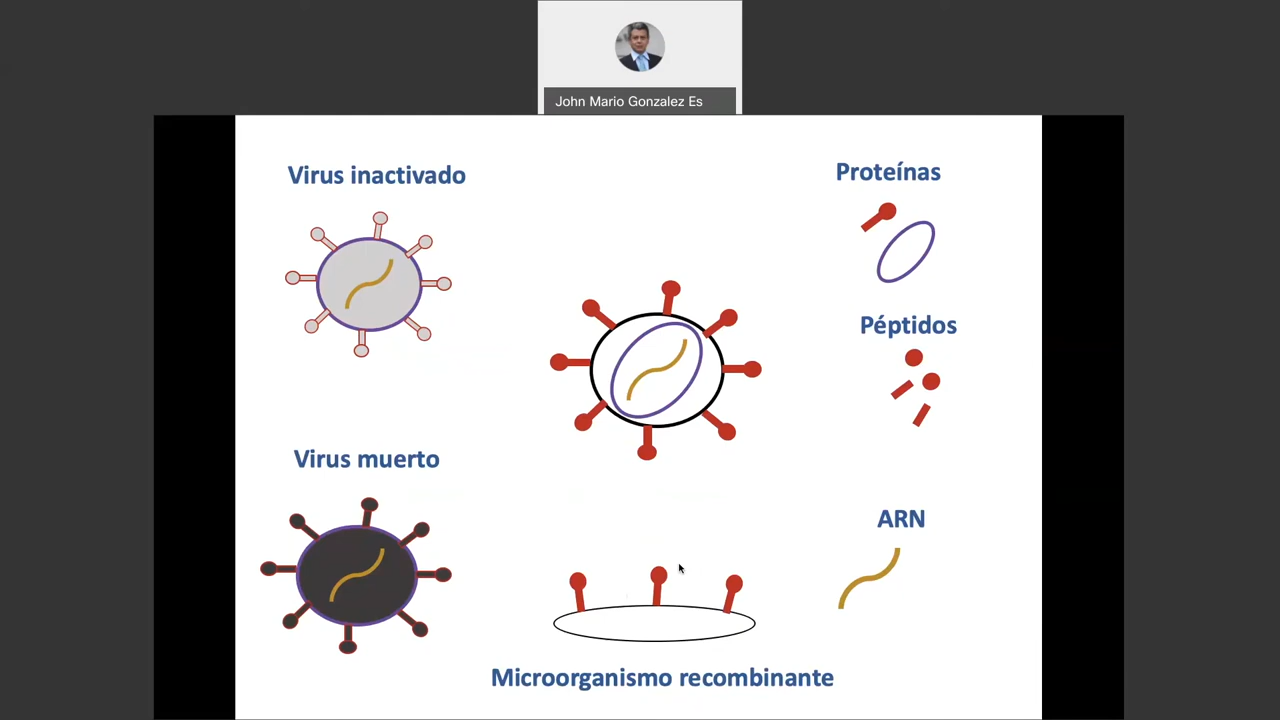 John Mario Gonzalez Es
Virus inactivado
Proteínas
Péptidos
Virus muerto
ARN
Microorganismo recombinante